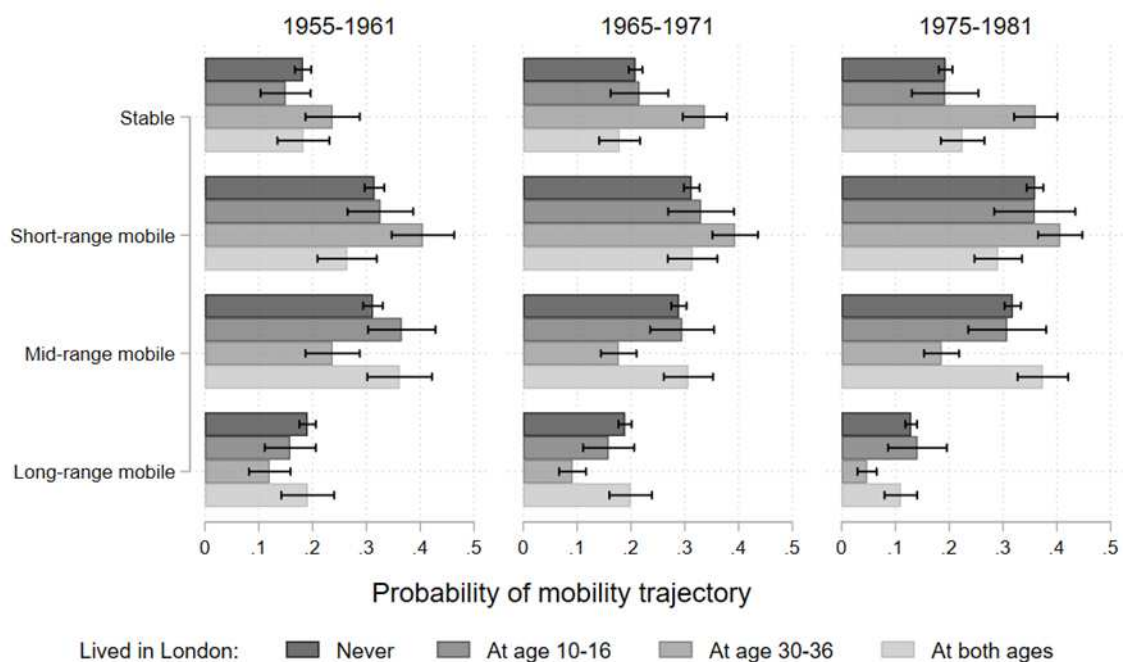 1955-1961 1965-1971 1975-1981
Stable
Short-range mobile
Mid-range mobile
Long-range mobile
0 .1 .2 .3 .4 .5 0 .1 .2 .3 .4 .5 0 .1 .2 .3 .4 .5
Probability of mobility trajectory
Lived in London: Never At age 10-16 At age 30-36 At both ages